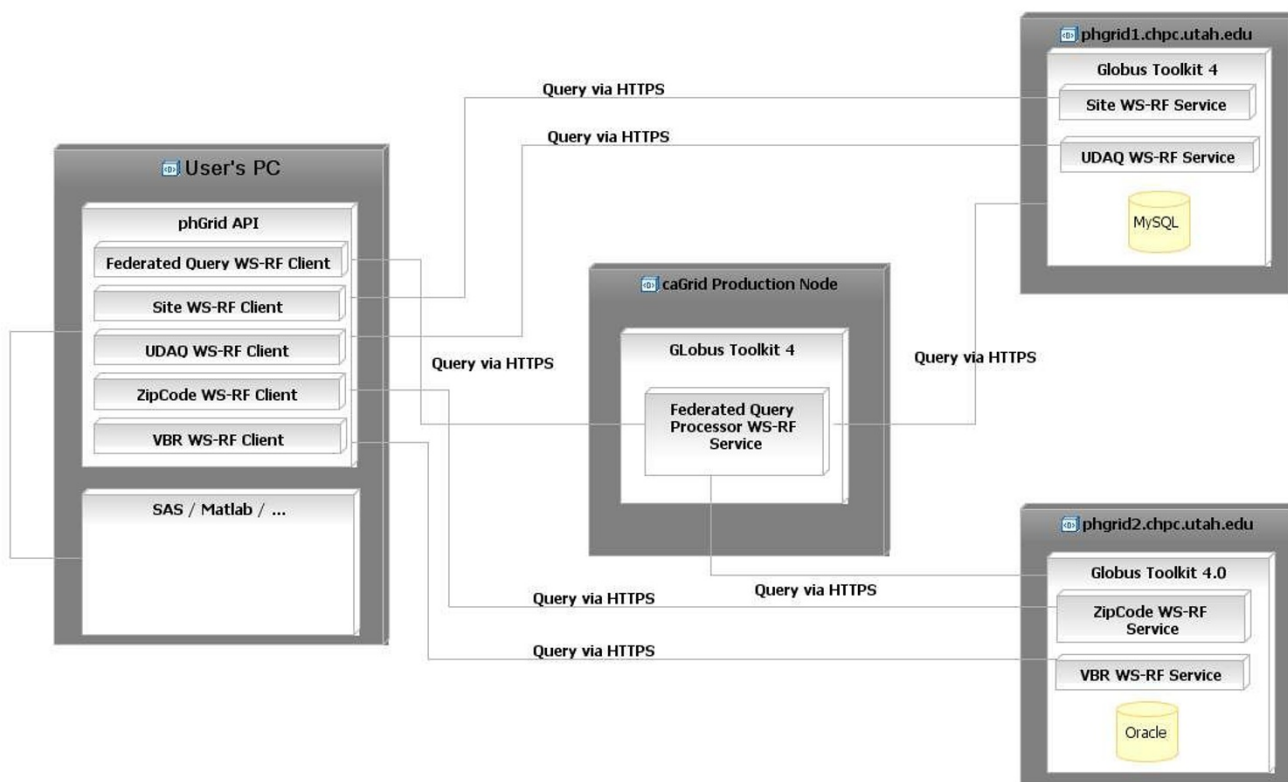 phgrid1.chpc.utah.edu
Globus Toolkit 4
Site WS-RF Service
UDAQ WS-RF Service
MySQL
Query via HTTPS
Query via HTTPS
User's PC
phGrid API
Federated Query WS-RF Client
Site WS-RF Client
UDAQ WS-RF Client
ZipCode WS-RF Client
VBR WS-RF Client
SAS / Matlab / ...
Query via HTTPS
caGrid Production Node
GLobus Toolkit 4
Federated Query
Processor WS-RF
Service
Query via HTTPS
Query via HTTPS
Query via HTTPS
Query via HTTPS
phgrid2.chpc.utah.edu
Globus Toolkit 4.0
ZipCode WS-RF
Service
VBR WS-RF Service
Oracle